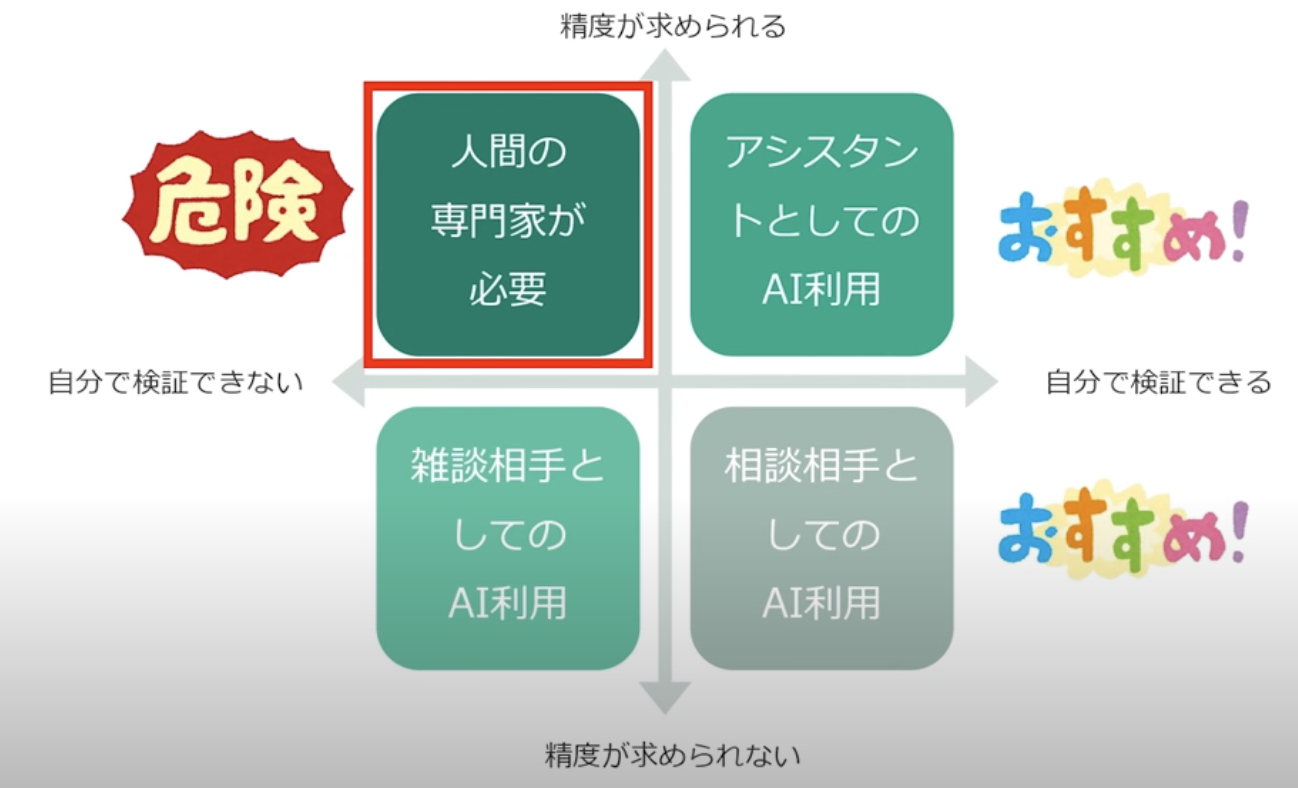 精度が求められる
危険
人間の
専門家が
必要
アシスタン
トとしての
AI利用
おすすめ!
自分で検証できない
自分で検証できる
雑談相手と
しての
AI利用
相談相手と
しての
AI利用
おすすめ!
精度が求められない